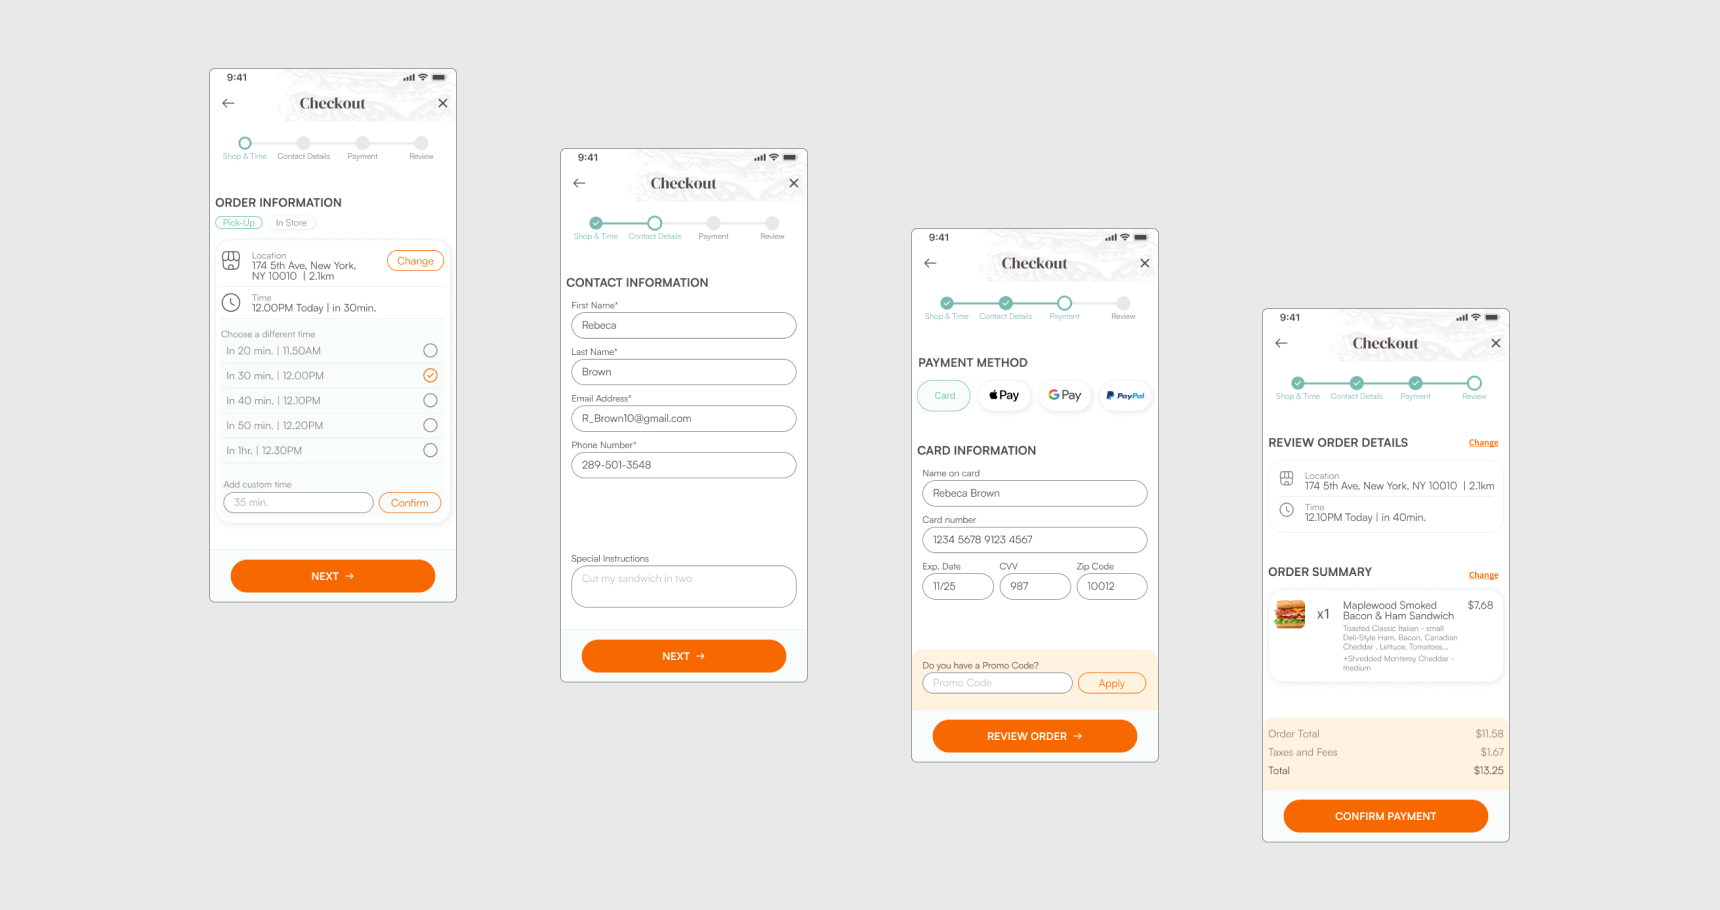 9:41
Checkout
Shop & Time
Contact Details
Payment
Review
ORDER INFORMATION
Pick-Up
In Store
Location
174 5th Ave, New York,
NY 10010 | 2.1km
Change
Time
12.00PM Today | in 30min.
Choose a different time
In 20 min. | 11.50AM
In 30 min. | 12.00PM
In 40 min. | 12.10PM
In 50 min. | 12.20PM
In 1hr. | 12.30PM
Add custom time
35 min.
Confirm
NEXT →
9:41
Checkout
Shop & Time
Contact Details
Payment
Review
CONTACT INFORMATION
First Name*
Rebeca
Last Name*
Brown
Email Address*
R_Brown10@gmail.com
Phone Number*
289-501-3548
Special Instructions
Cut my sandwich in two
NEXT →
9:41
Checkout
Shop & Time
Contact Details
Payment
Review
PAYMENT METHOD
Card
Pay
G Pay
PayPal
CARD INFORMATION
Name on card
Rebeca Brown
Card number
1234 5678 9123 4567
Exp. Date
CVV
Zip Code
11/25
987
10012
Do you have a Promo Code?
Promo Code
Apply
REVIEW ORDER →
9:41
Checkout
Shop & Time
Contact Details
Payment
Review
REVIEW ORDER DETAILS
Change
Location
174 5th Ave, New York, NY 10010 | 2.1km
Time
12.10PM Today | in 40min.
ORDER SUMMARY
Change
x1
Maplewood Smoked
Bacon & Ham Sandwich
$7.68
Toasted Classic Italian - small
Deli-Style Ham, Bacon, Canadian
Cheddar , Lettuce, Tomatoes...
+Shredded Monterey Cheddar -
medium
Order Total
$11.58
Taxes and Fees
$1.67
Total
$13.25
CONFIRM PAYMENT